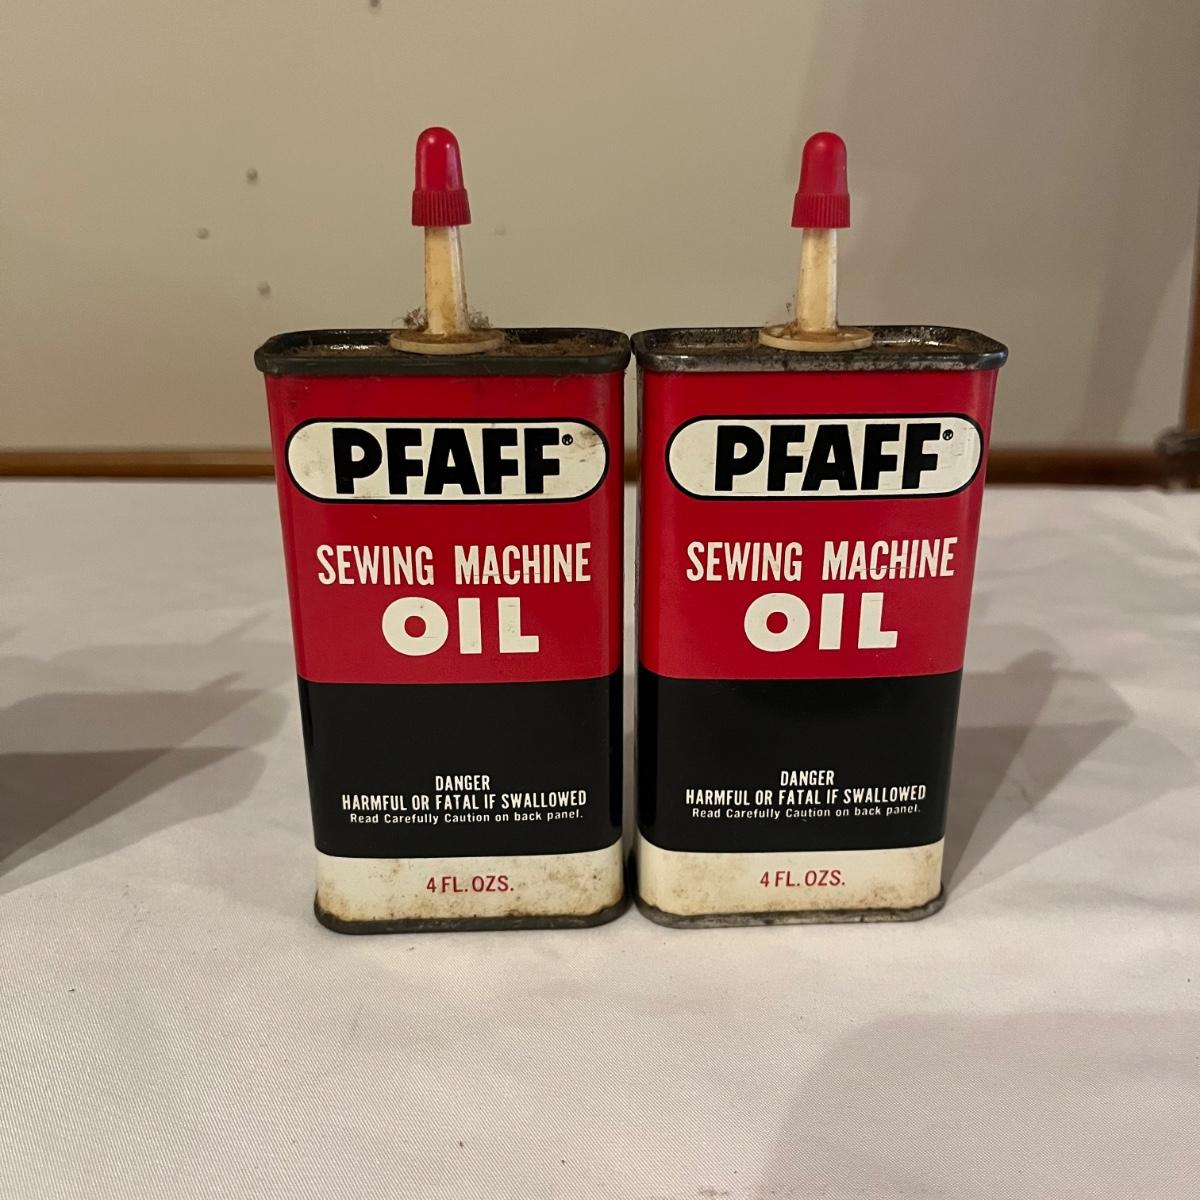 PFAFF®
SEWING MACHINE
OIL
DANGER
HARMFUL OR FATAL IF SWALLOWED
Read Carefully Caution on back panel.
4 FL. OZS.
PFAFF®
SEWING MACHINE
OIL
DANGER
HARMFUL OR FATAL IF SWALLOWED
Read Carefully Caution on back panel.
4 FL. OZS.